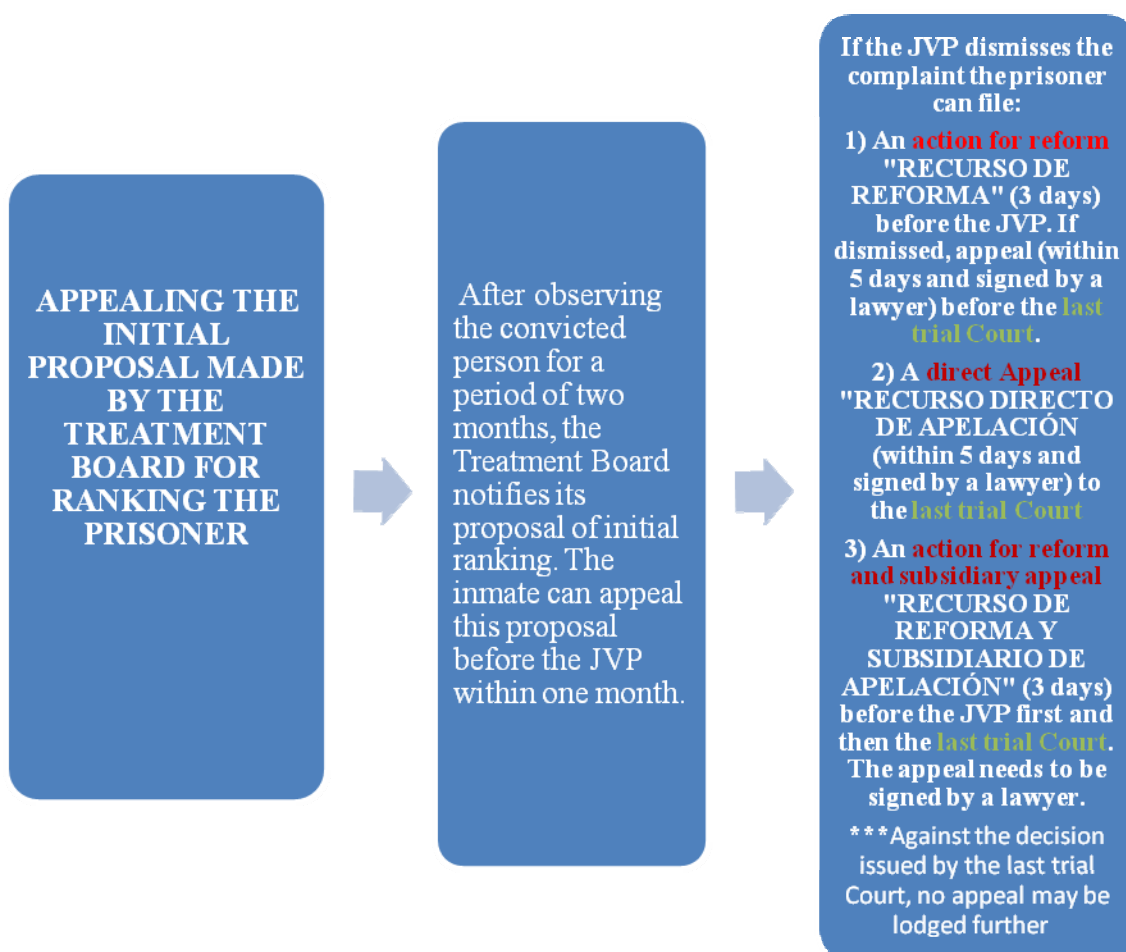 APPEALING THE
INITIAL
PROPOSAL MADE
BY THE
TREATMENT
BOARD FOR
RANKING THE
PRISONER
After observing
the convicted
person for a
period of two
months, the
Treatment Board
notifies its
proposal of initial
ranking. The
inmate can appeal
this proposal
before the JVP
within one month.
If the JVP dismisses the
complaint the prisoner
can file:
1) An action for reform
"RECURSO DE
REFORMA" (3 days)
before the JVP. If
dismissed, appeal (within
5 days and signed by a
lawyer) before the last
trial Court.
2) A direct Appeal
"RECURSO DIRECTO
DE APELACIÓN
(within 5 days and
signed by a lawyer) to
the last trial Court
3) An action for reform
and subsidiary appeal
"RECURSO DE
REFORMA Y
SUBSIDIARIO DE
APELACIÓN" (3 days)
before the JVP first and
then the last trial Court.
The appeal needs to be
signed by a lawyer.
***Against the decision
issued by the last trial
Court, no appeal may be
lodged further